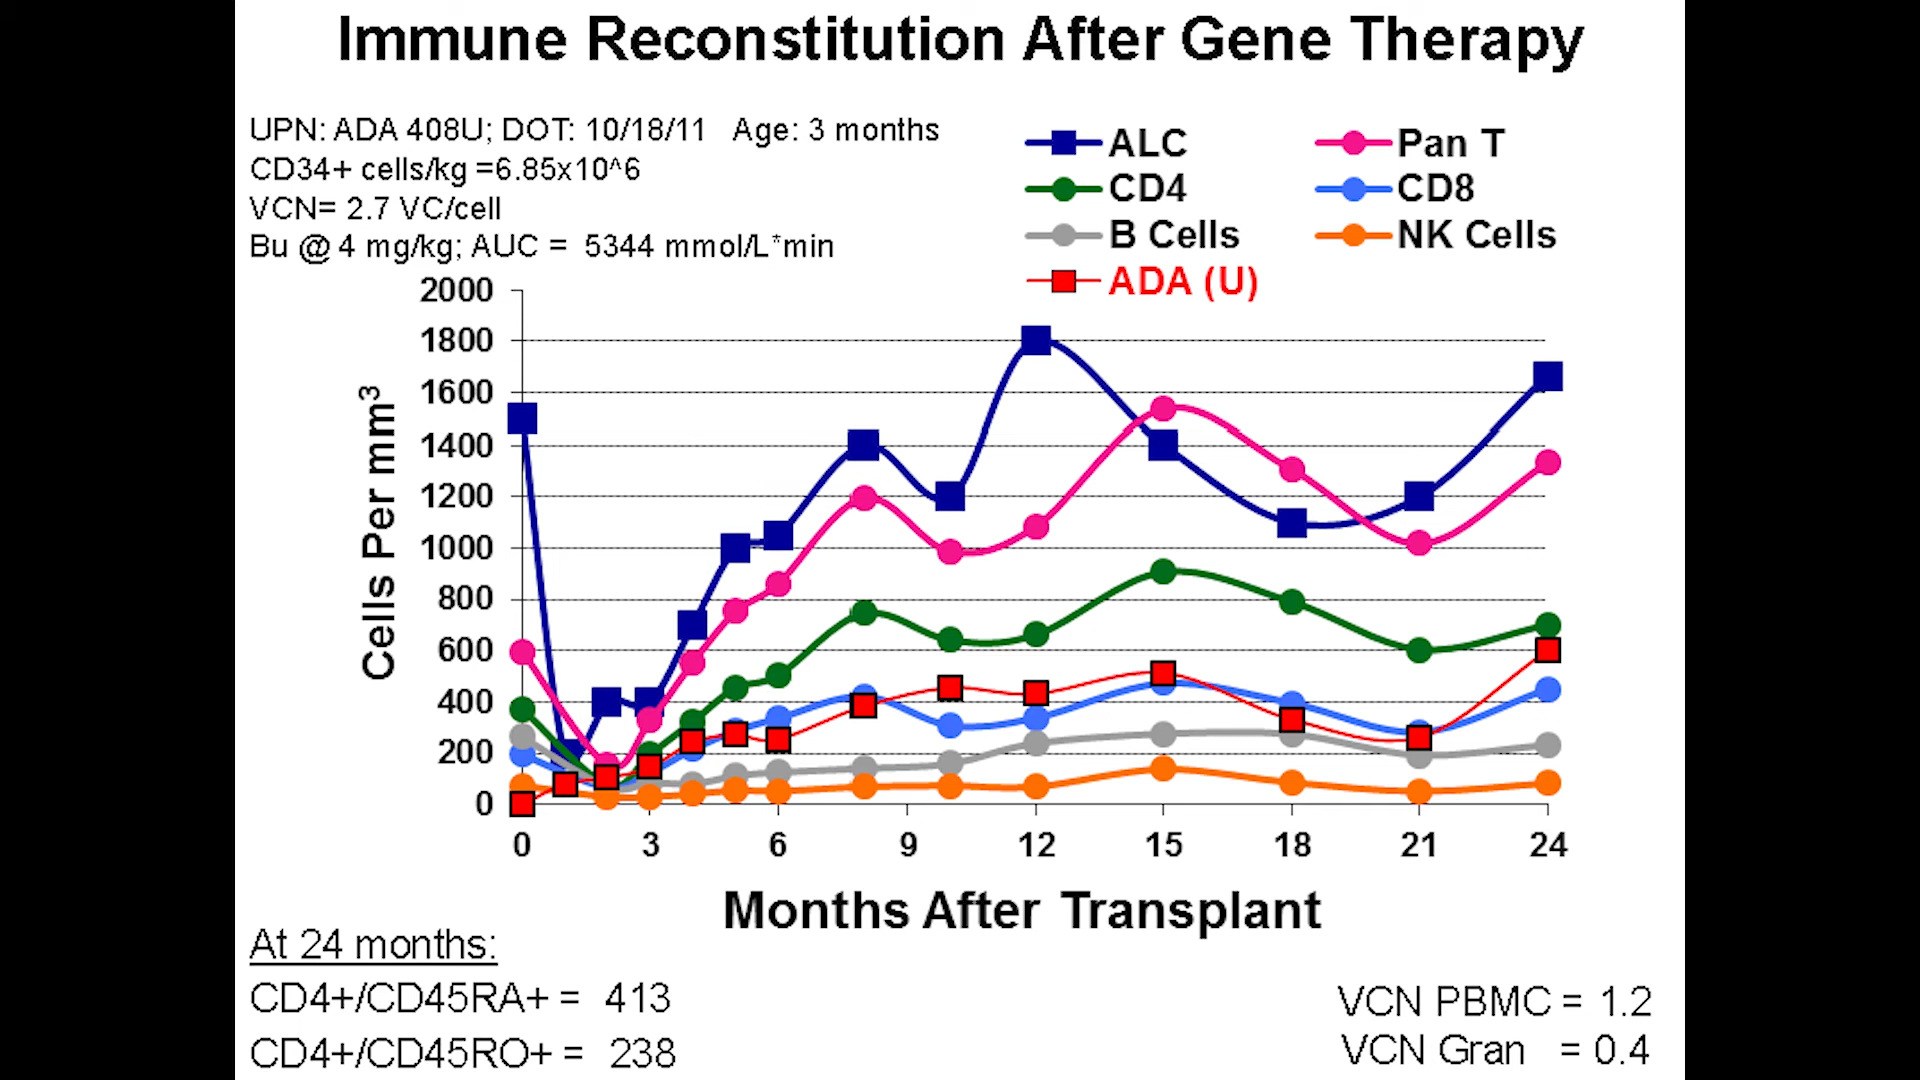 Immune Reconstitution After Gene Therapy
UPN: ADA 408U; DOT: 10/18/11 Age: 3 months
CD34+ cells/kg =6.85x10^6
VCN= 2.7 VC/cell
Bu @ 4 mg/kg; AUC = 5344 mmol/L*min
ALC Pan T
CD4 CD8
B Cells NK Cells
ADA (U)
2000
1800
1600
1400
1200
1000
800
600
400
200
0
Cells Per mm³
0 3 6 9 12 15 18 21 24
Months After Transplant
At 24 months:
CD4+/CD45RA+ = 413
CD4+/CD45RO+ = 238
VCN PBMC = 1.2
VCN Gran = 0.4